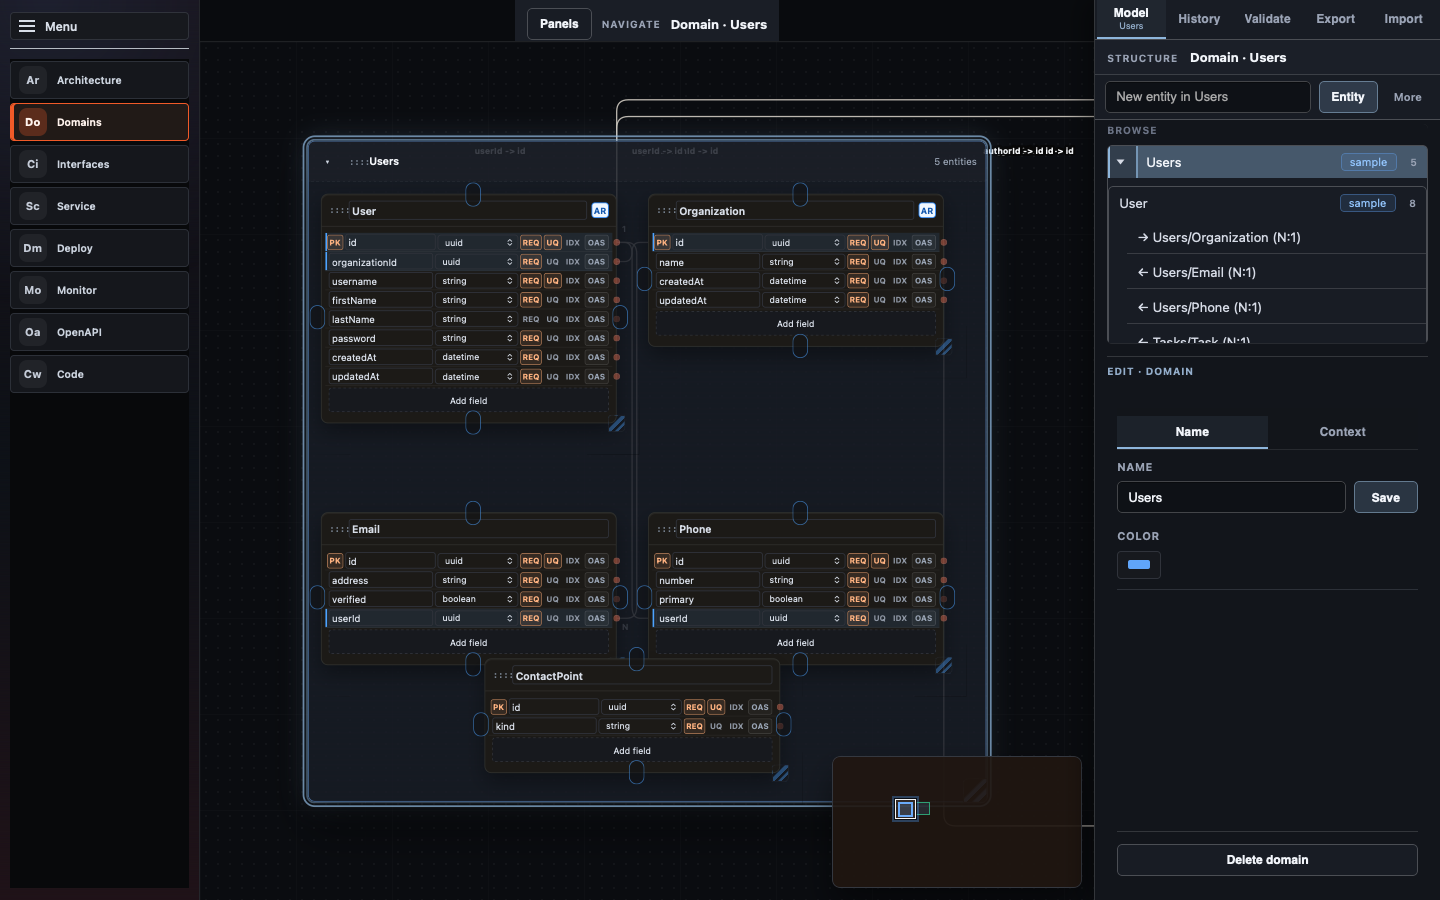 Menu
Ar Architecture
Do Domains
Ci Interfaces
Sc Service
Dm Deploy
Mo Monitor
Oa OpenAPI
Cw Code
Panels NAVIGATE Domain · Users
userId -> id
authorId -> id id -> id
Users 5 entities
User AR
PK id uuid REQ UQ IDX OAS
organizationId uuid REQ UQ IDX OAS
username string REQ UQ IDX OAS
firstName string REQ UQ IDX OAS
lastName string REQ UQ IDX OAS
password string REQ UQ IDX OAS
createdAt datetime REQ UQ IDX OAS
updatedAt datetime REQ UQ IDX OAS
Add field
1
N
Organization AR
PK id uuid REQ UQ IDX OAS
name string REQ UQ IDX OAS
createdAt datetime REQ UQ IDX OAS
updatedAt datetime REQ UQ IDX OAS
Add field
Email
PK id uuid REQ UQ IDX OAS
address string REQ UQ IDX OAS
verified boolean REQ UQ IDX OAS
userId uuid REQ UQ IDX OAS
Add field
Phone
PK id uuid REQ UQ IDX OAS
number string REQ UQ IDX OAS
primary boolean REQ UQ IDX OAS
userId uuid REQ UQ IDX OAS
Add field
ContactPoint
PK id uuid REQ UQ IDX OAS
kind string REQ UQ IDX OAS
Add field
Model Users History Validate Export Import
STRUCTURE Domain · Users
New entity in Users Entity More
BROWSE
Users sample 5
User sample 8
→ Users/Organization (N:1)
← Users/Email (N:1)
← Users/Phone (N:1)
← Tasks/Task (N:1)
EDIT · DOMAIN
Name Context
NAME
Users Save
COLOR
Delete domain